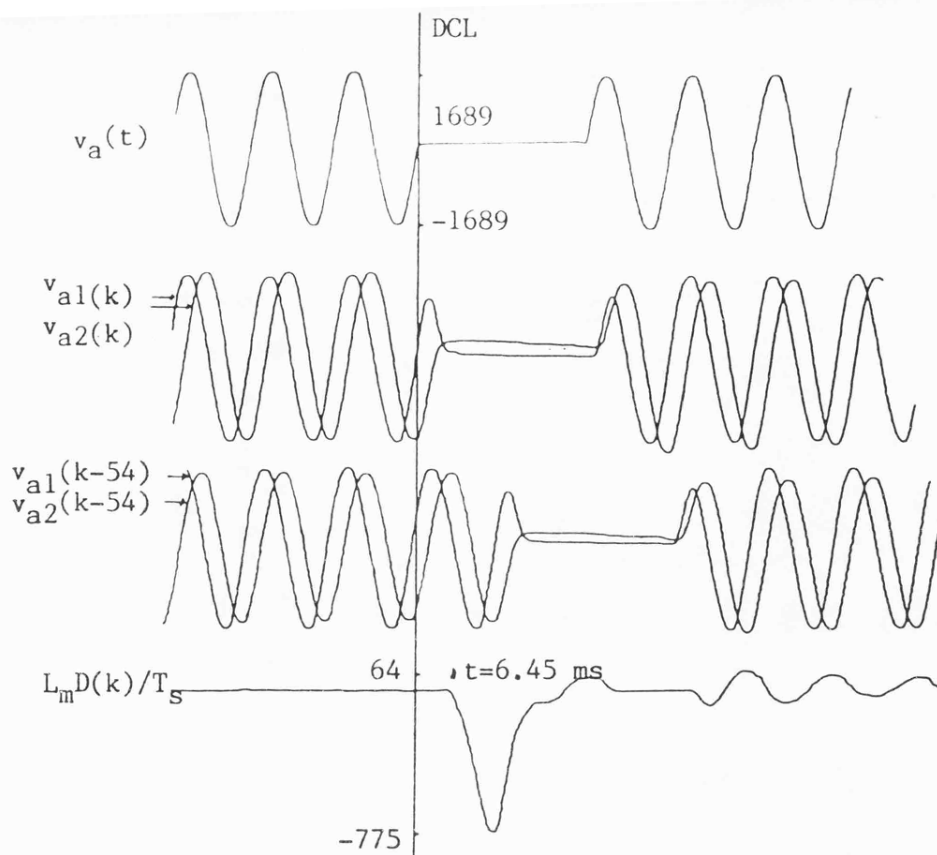 DCL
1689
v_a(t)
-1689
v_a1(k)
v_a2(k)
v_a1(k-54)
v_a2(k-54)
64
t=6.45 ms
L_mD(k)/T_s
-775